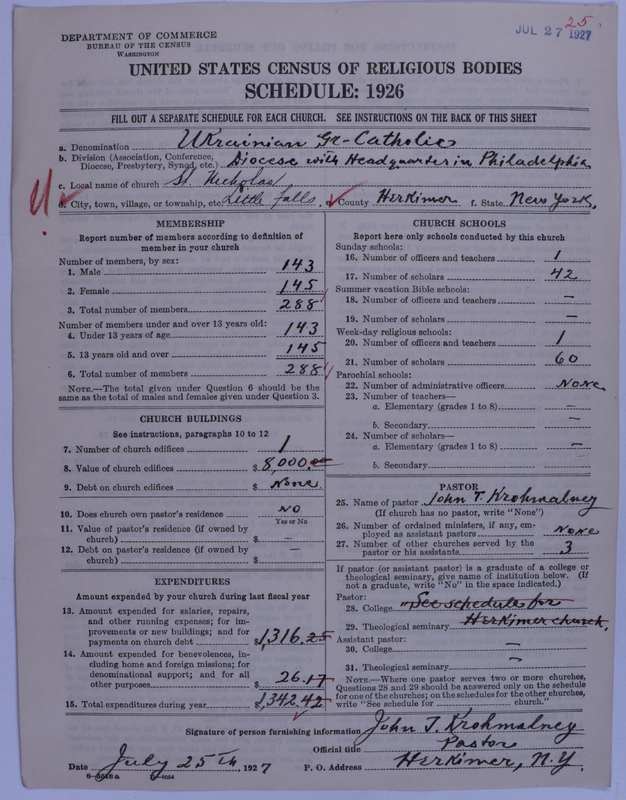 25
JUL 27 1927
DEPARTMENT OF COMMERCE
BUREAU OF THE CENSUS
WASHINGTON
UNITED STATES CENSUS OF RELIGIOUS BODIES
SCHEDULE: 1926
FILL OUT A SEPARATE SCHEDULE FOR EACH CHURCH. SEE INSTRUCTIONS ON THE BACK OF THIS SHEET
a. Denomination Ukrainian Gr-Catholic
b. Division (Association, Conference, Diocese, Presbytery, Synod, etc.) Diocese with Headquarter in Philadelphia
c. Local name of church St. Nicholas
d. City, town, village, or township, etc. Little falls, e. County Herkimer f. State New York.
MEMBERSHIP
Report number of members according to definition of
member in your church
Number of members, by sex:
1. Male 143
2. Female 145
3. Total number of members 288
Number of members under and over 13 years old:
4. Under 13 years of age 143
5. 13 years old and over 145
6. Total number of members 288
NOTE.—The total given under Question 6 should be the
same as the total of males and females given under Question 3.
CHURCH BUILDINGS
See instructions, paragraphs 10 to 12
7. Number of church edifices 1
8. Value of church edifices $8,000.00
9. Debt on church edifices $ None
10. Does church own pastor's residence NO
Yes or No
11. Value of pastor's residence (if owned by
church) $ —
12. Debt on pastor's residence (if owned by
church) $ —
EXPENDITURES
Amount expended by your church during last fiscal year
13. Amount expended for salaries, repairs,
and other running expenses; for im-
provements or new buildings; and for
payments on church debt $1,316.25
14. Amount expended for benevolences, in-
cluding home and foreign missions; for
denominational support; and for all
other purposes 26.17
15. Total expenditures during year $1,342.42
CHURCH SCHOOLS
Report here only schools conducted by this church
Sunday schools:
16. Number of officers and teachers 1
17. Number of scholars 42
Summer vacation Bible schools:
18. Number of officers and teachers —
19. Number of scholars —
Week-day religious schools:
20. Number of officers and teachers 1
21. Number of scholars 60
Parochial schools:
22. Number of administrative officers None
23. Number of teachers—
a. Elementary (grades 1 to 8) —
b. Secondary —
24. Number of scholars—
a. Elementary (grades 1 to 8) —
b. Secondary
PASTOR
25. Name of pastor John T. Krohmalney
(If church has no pastor, write "None")
26. Number of ordained ministers, if any, em-
ployed as assistant pastors None
27. Number of other churches served by the
pastor or his assistants 3
If pastor (or assistant pastor) is a graduate of a college or
theological seminary, give name of institution below. (If
not a graduate, write "No" in the space indicated.)
Pastor:
28. College "See schedule for
29. Theological seminary Herkimer church.
Assistant pastor:
30. College —
31. Theological seminary —
NOTE.—Where one pastor serves two or more churches,
Questions 28 and 29 should be answered only on the schedule
for one of the churches; on the schedules for the other churches,
write "See schedule for church."
Signature of person furnishing information John T. Krohmalney
Official title Pastor
Date July 25th, 1927 P. O. Address Herkimer, N.Y.